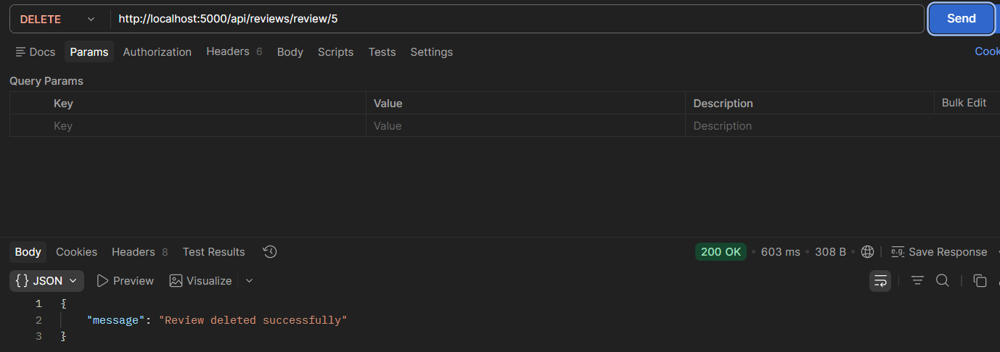 DELETE http://localhost:5000/api/reviews/review/5 Send
Docs Params Authorization Headers 6 Body Scripts Tests Settings
Query Params
Key Value Description Bulk Edit
Key Value Description
Body Cookies Headers 8 Test Results 200 OK • 603 ms • 308 B • e.g. Save Response
{ } JSON Preview Visualize
1 {
2 "message": "Review deleted successfully"
3 }